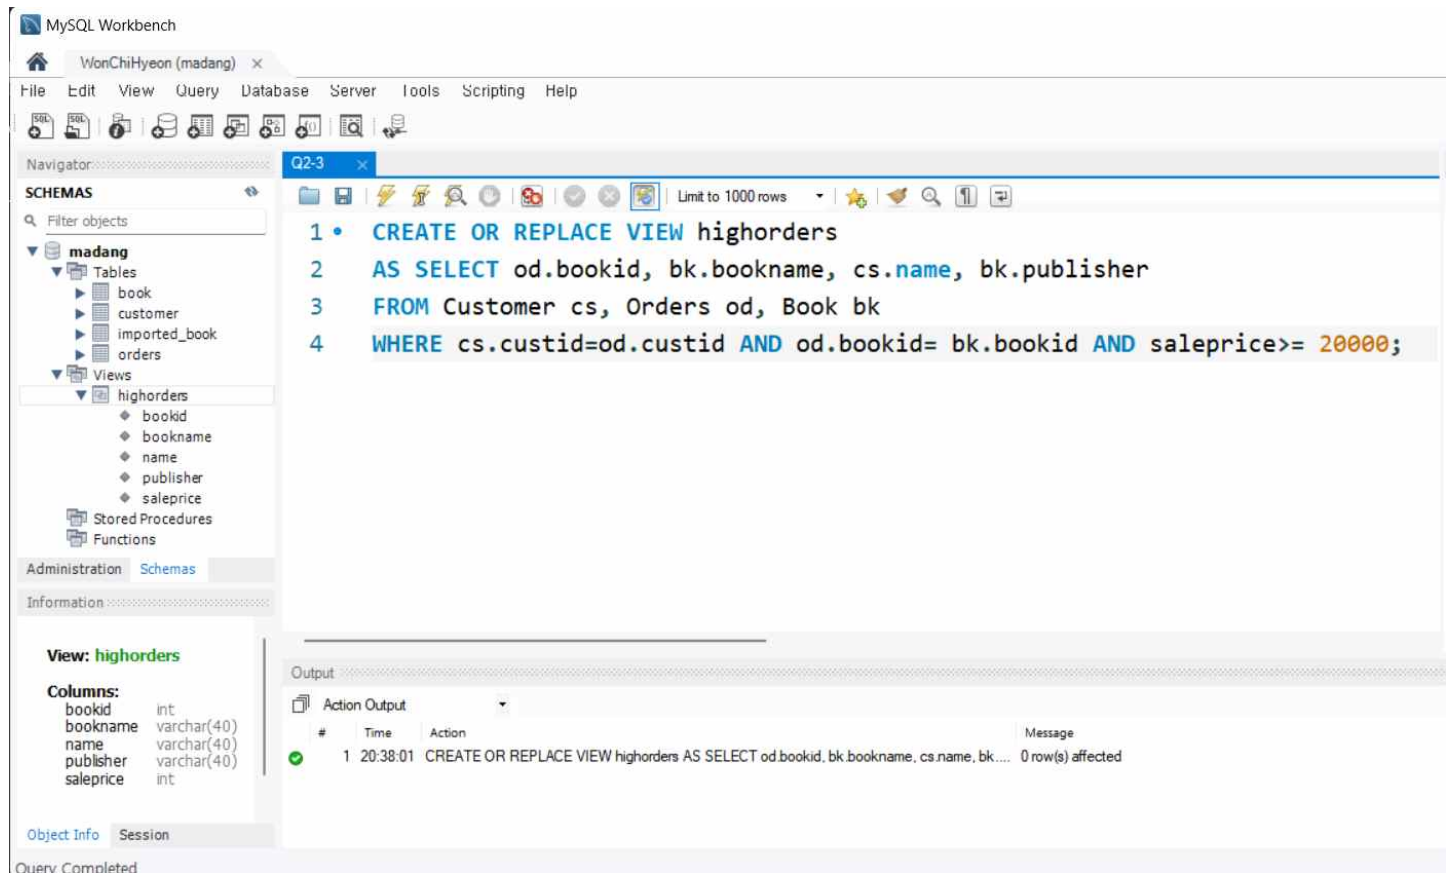 MySQL Workbench
WonChiHyeon (madang) ×
File Edit View Query Database Server Tools Scripting Help
Navigator
SCHEMAS
Filter objects
madang
Tables
book
customer
imported_book
orders
Views
highorders
bookid
bookname
name
publisher
saleprice
Stored Procedures
Functions
Administration Schemas
Information
View: highorders
Columns:
bookid int
bookname varchar(40)
name varchar(40)
publisher varchar(40)
saleprice int
Object Info Session
Query Completed
Q2-3 ×
Limit to 1000 rows
1 CREATE OR REPLACE VIEW highorders
2 AS SELECT od.bookid, bk.bookname, cs.name, bk.publisher
3 FROM Customer cs, Orders od, Book bk
4 WHERE cs.custid=od.custid AND od.bookid= bk.bookid AND saleprice>= 20000;
Output
Action Output
# Time Action Message
1 20:38:01 CREATE OR REPLACE VIEW highorders AS SELECT od.bookid, bk.bookname, cs.name, bk.... 0 row(s) affected